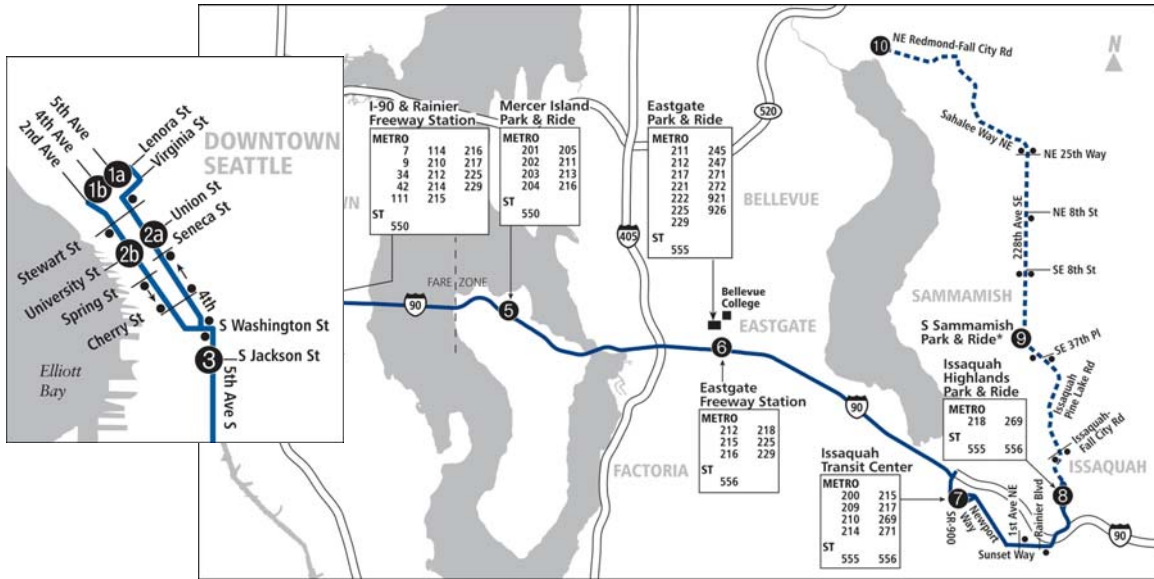 5th Ave
4th Ave
2nd Ave
Lenora St
Virginia St
DOWNTOWN
SEATTLE
1a
1b
Union St
Seneca St
2a
2b
Stewart St
University St
Spring St
Cherry St
4th
S Washington St
3
S Jackson St
5th Ave S
Elliott
Bay
I-90 & Rainier
Freeway Station
METRO
7 114 216
9 210 217
34 212 225
42 214 229
111 215
ST
550
WN
Mercer Island
Park & Ride
METRO
201 205
202 211
203 213
204 216
ST
550
Eastgate
Park & Ride
METRO
211 245
212 247
217 271
221 272
222 921
225 926
229
ST
555
520
405
BELLEVUE
FARE ZONE
90
5
Bellevue
College
EASTGATE
6
Eastgate
Freeway Station
METRO
212 218
215 225
216 229
ST
556
FACTORIA
90
10
NE Redmond-Fall City Rd
N
Sahalee Way NE
NE 25th Way
228th Ave SE
NE 8th St
SE 8th St
SAMMAMISH
S Sammamish
Park & Ride*
9
SE 37th Pl
Issaquah
Pine Lake Rd
Issaquah
Highlands
Park & Ride
METRO
218 269
ST
555 556
Issaquah-
Fall City Rd
ISSAQUAH
Issaquah
Transit Center
METRO
200 215
209 217
210 269
214 271
ST
555 556
7
SR-900
Newport
Way
1st Ave NE
Rainier Blvd
8
Sunset Way
90